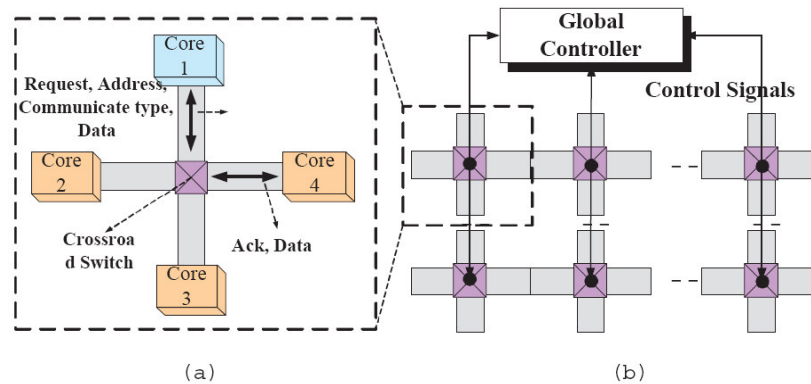 Core
1
Request, Address,
Communicate type,
Data
Core
2
Core
4
Crossroa
d Switch
Ack, Data
Core
3
(a)
Global
Controller
Control Signals
(b)